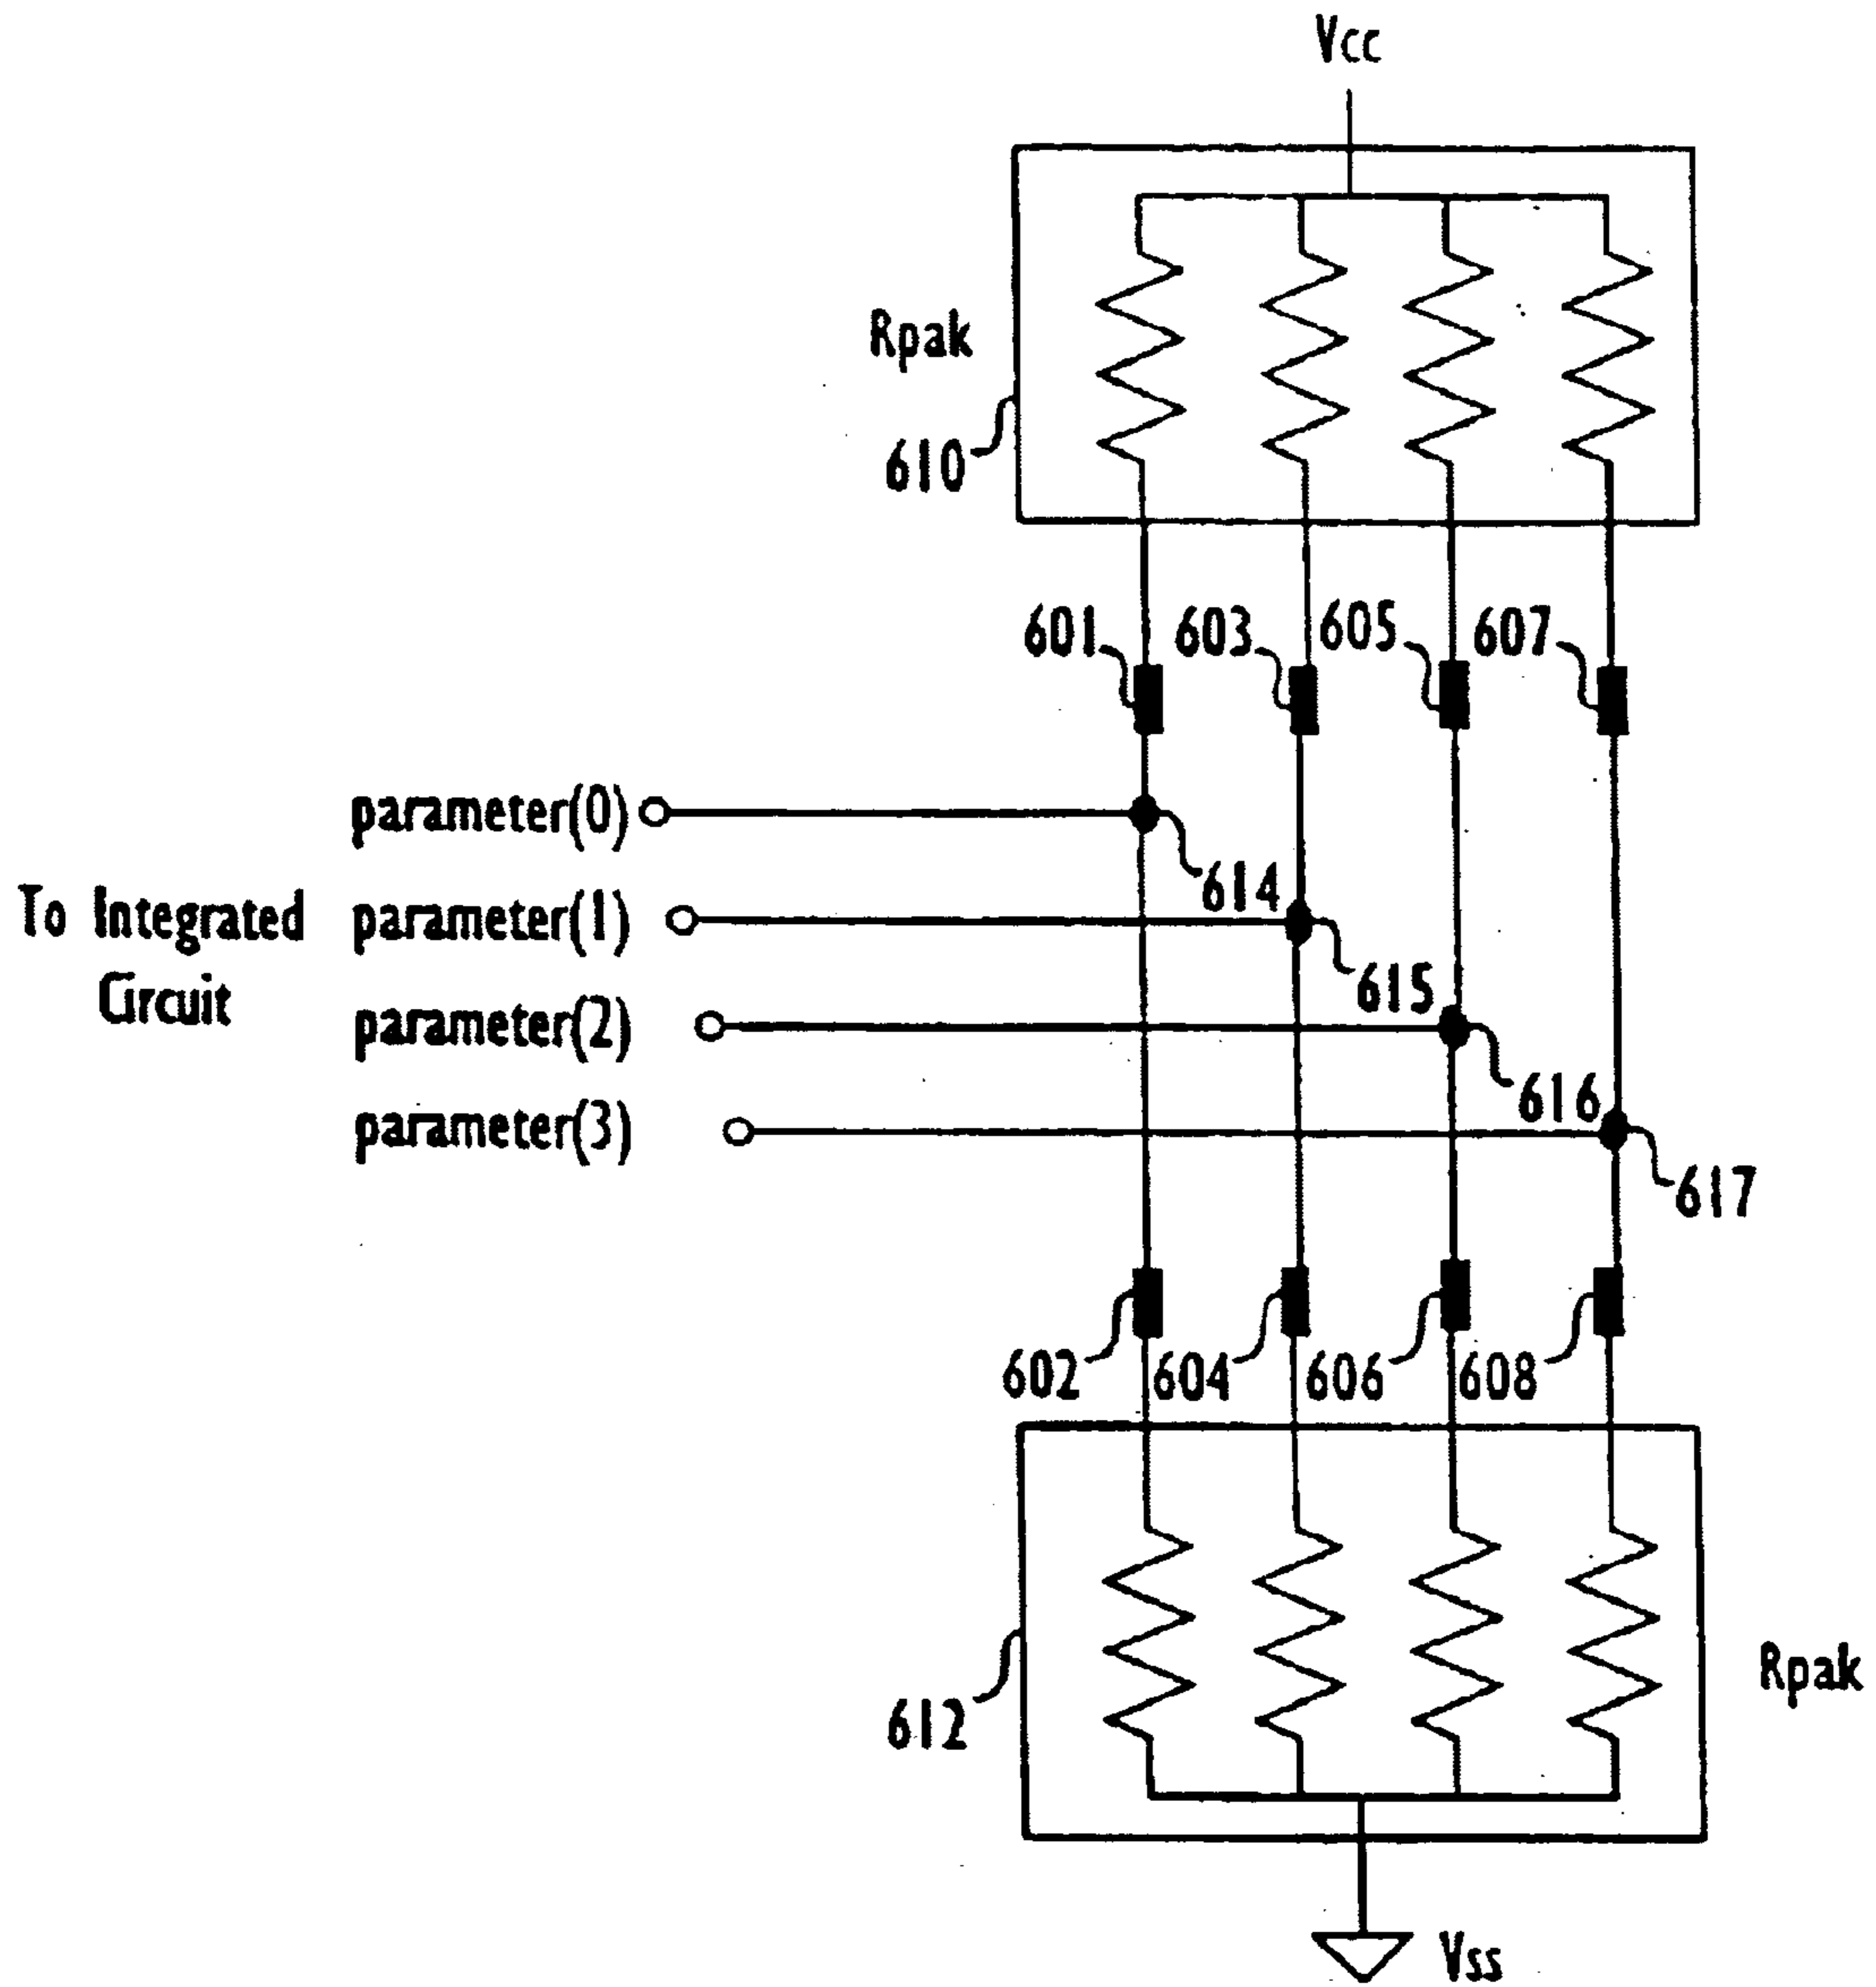 Vcc
Rpak
610
601
603
605
607
parameter(0)
614
To Integrated
Circuit
parameter(1)
615
parameter(2)
616
parameter(3)
617
602
604
606
608
612
Rpak
Vss